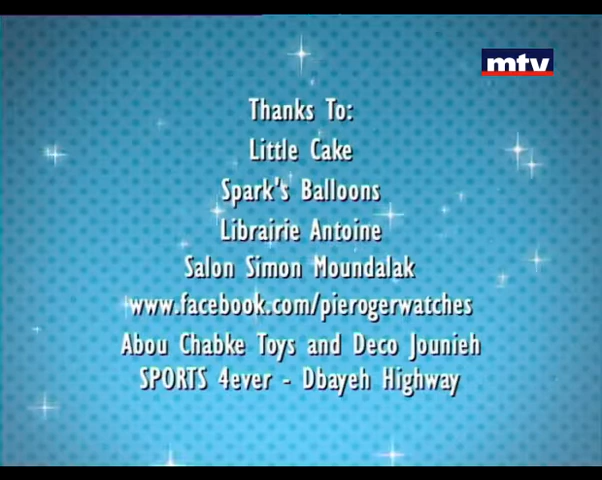 mtv
Thanks To:
Little Cake
Spark's Balloons
Librairie Antoine
Salon Simon Moundalak
www.facebook.com/pierogerwatches
Abou Chabke Toys and Deco Jounieh
SPORTS 4ever - Dbayeh Highway